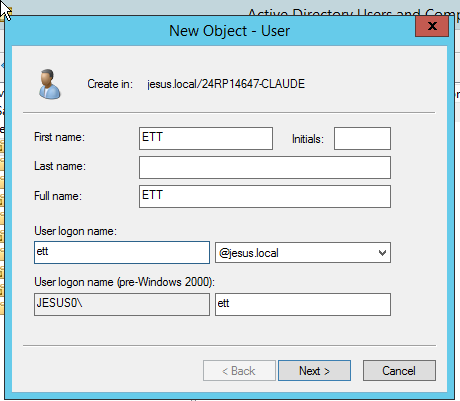 Active Directory Users and Comp
New Object - User
X
Create in: jesus.local/24RP14647-CLAUDE
First name: ETT Initials:
Last name:
Full name: ETT
User logon name:
ett @jesus.local
User logon name (pre-Windows 2000):
JESUS0\ ett
< Back Next > Cancel